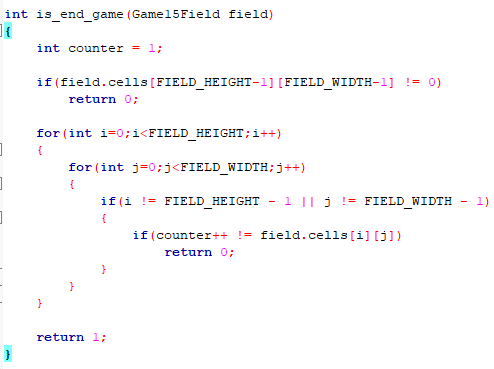 int is_end_game(Game15Field field)
{
    int counter = 1;

    if(field.cells[FIELD_HEIGHT-1][FIELD_WIDTH-1] != 0)
        return 0;

    for(int i=0;i<FIELD_HEIGHT;i++)
    {
        for(int j=0;j<FIELD_WIDTH;j++)
        {
            if(i != FIELD_HEIGHT - 1 || j != FIELD_WIDTH - 1)
            {
                if(counter++ != field.cells[i][j])
                    return 0;
            }
        }
    }

    return 1;
}